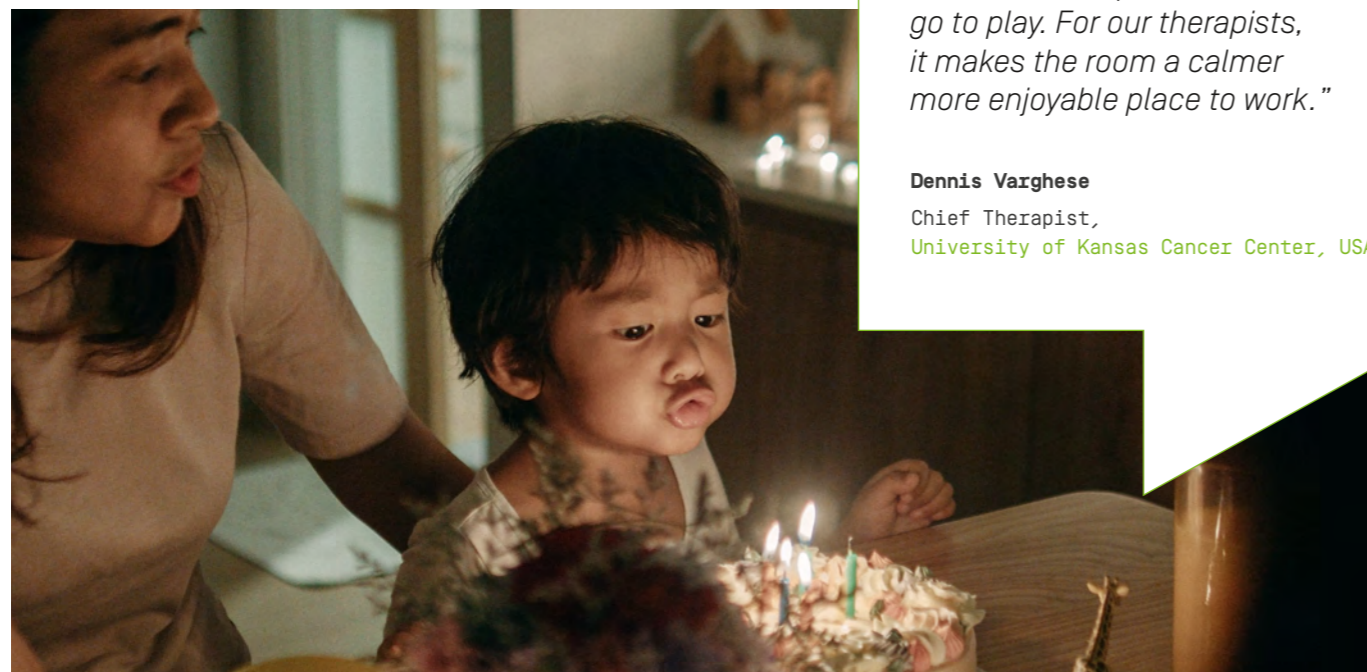 go to play. For our therapists,
it makes the room a calmer
more enjoyable place to work.”
Dennis Varghese
Chief Therapist,
University of Kansas Cancer Center, USA